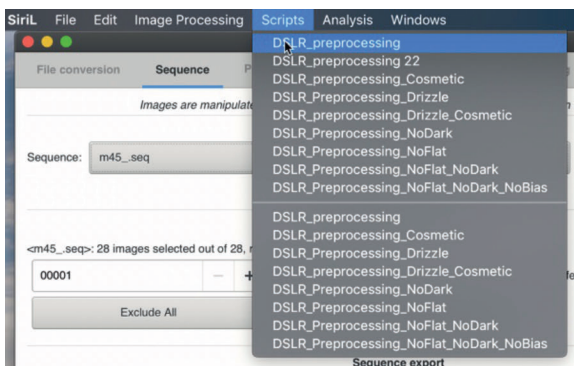 SiriL File Edit Image Processing Scripts Analysis Windows
File conversion Sequence
Images are manipulate
Sequence: m45_.seq
<m45_.seq>: 28 images selected out of 28,
00001 − +
Exclude All
Sequence export
DSLR_preprocessing
DSLR_preprocessing 22
DSLR_Preprocessing_Cosmetic
DSLR_Preprocessing_Drizzle
DSLR_Preprocessing_Drizzle_Cosmetic
DSLR_Preprocessing_NoDark
DSLR_Preprocessing_NoFlat
DSLR_Preprocessing_NoFlat_NoDark
DSLR_Preprocessing_NoFlat_NoDark_NoBias
DSLR_preprocessing
DSLR_preprocessing_Cosmetic
DSLR_Preprocessing_Drizzle
DSLR_Preprocessing_Drizzle_Cosmetic
DSLR_Preprocessing_NoDark
DSLR_Preprocessing_NoFlat
DSLR_Preprocessing_NoFlat_NoDark
DSLR_Preprocessing_NoFlat_NoDark_NoBias